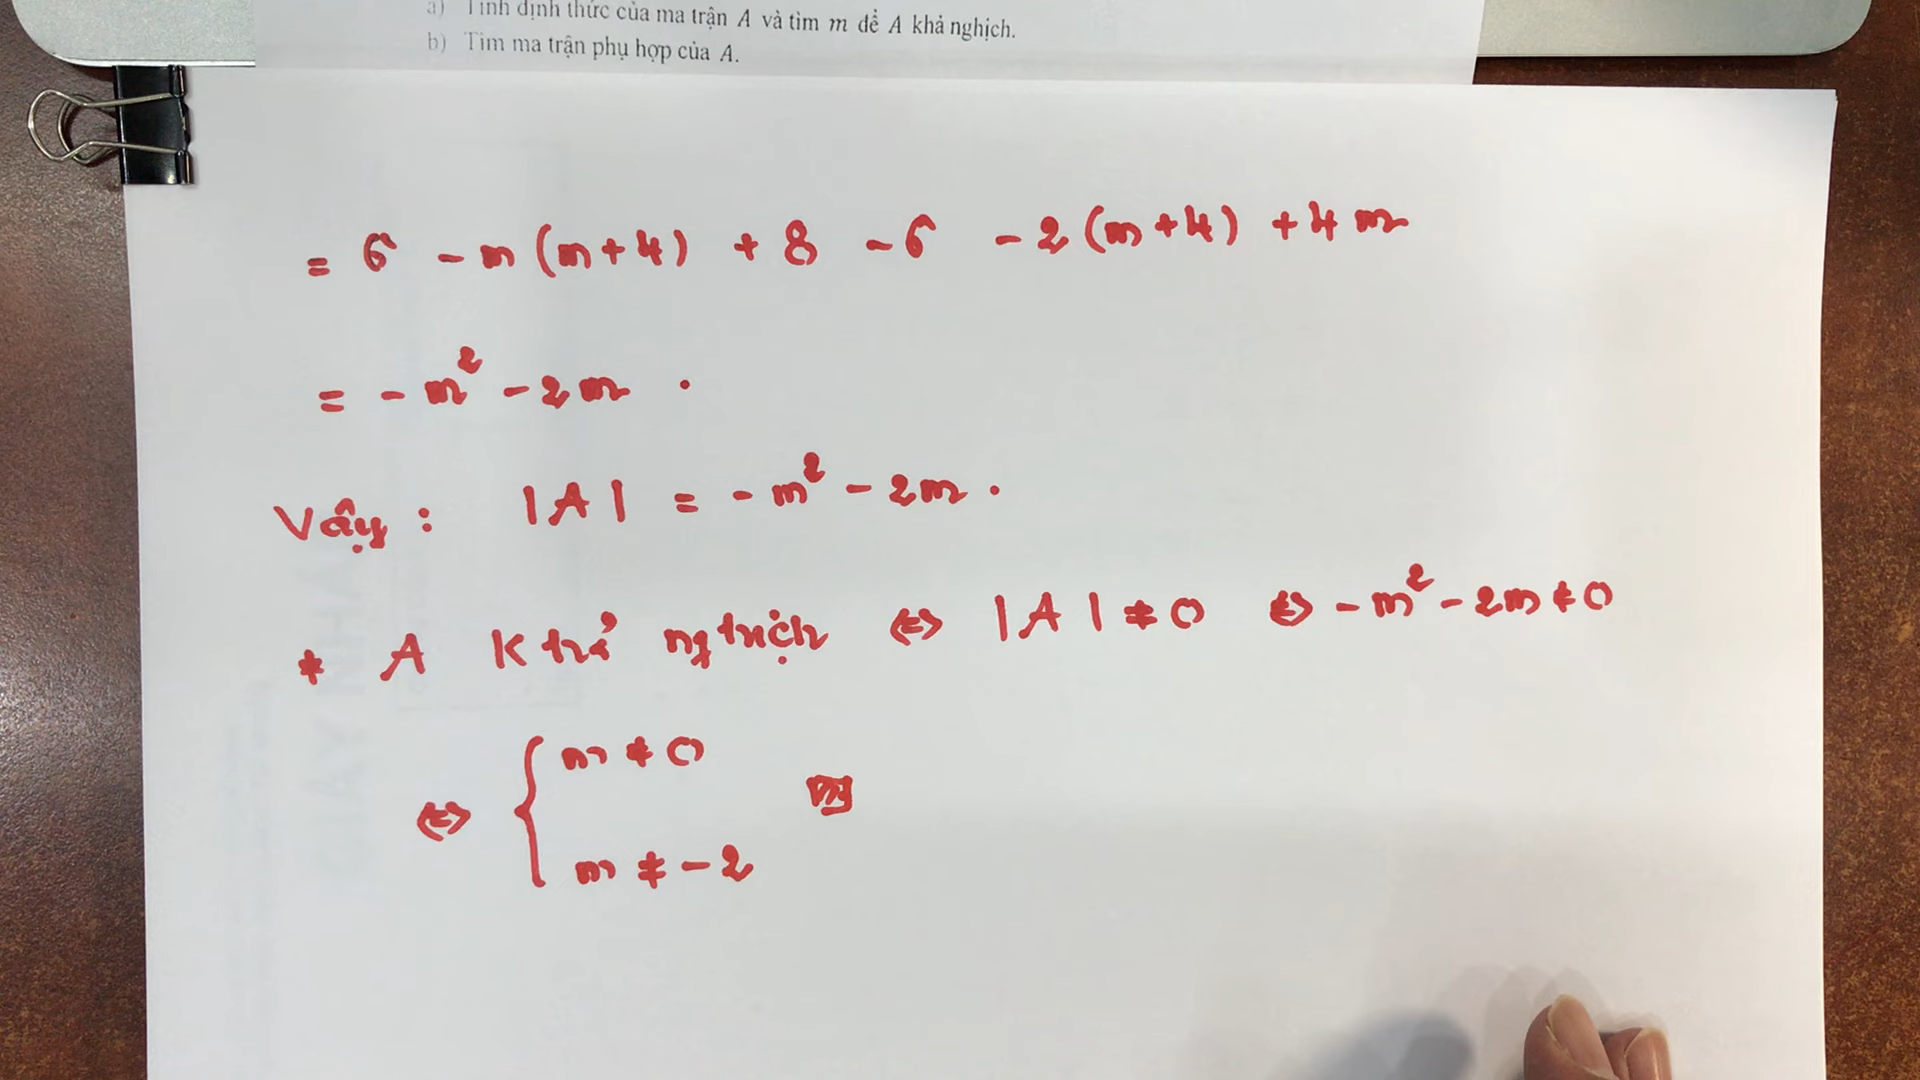 a) Tính định thức của ma trận A và tìm m để A khả nghịch.
b) Tìm ma trận phụ hợp của A.
= 6 - m (m+4) + 8 - 6 - 2 (m+4) + 4m
= - m² - 2m .
Vậy : |A| = - m² - 2m .
* A khả nghịch ⇔ |A| ≠ 0 ⇔ - m² - 2m ≠ 0
⇔ { m ≠ 0
m ≠ - 2